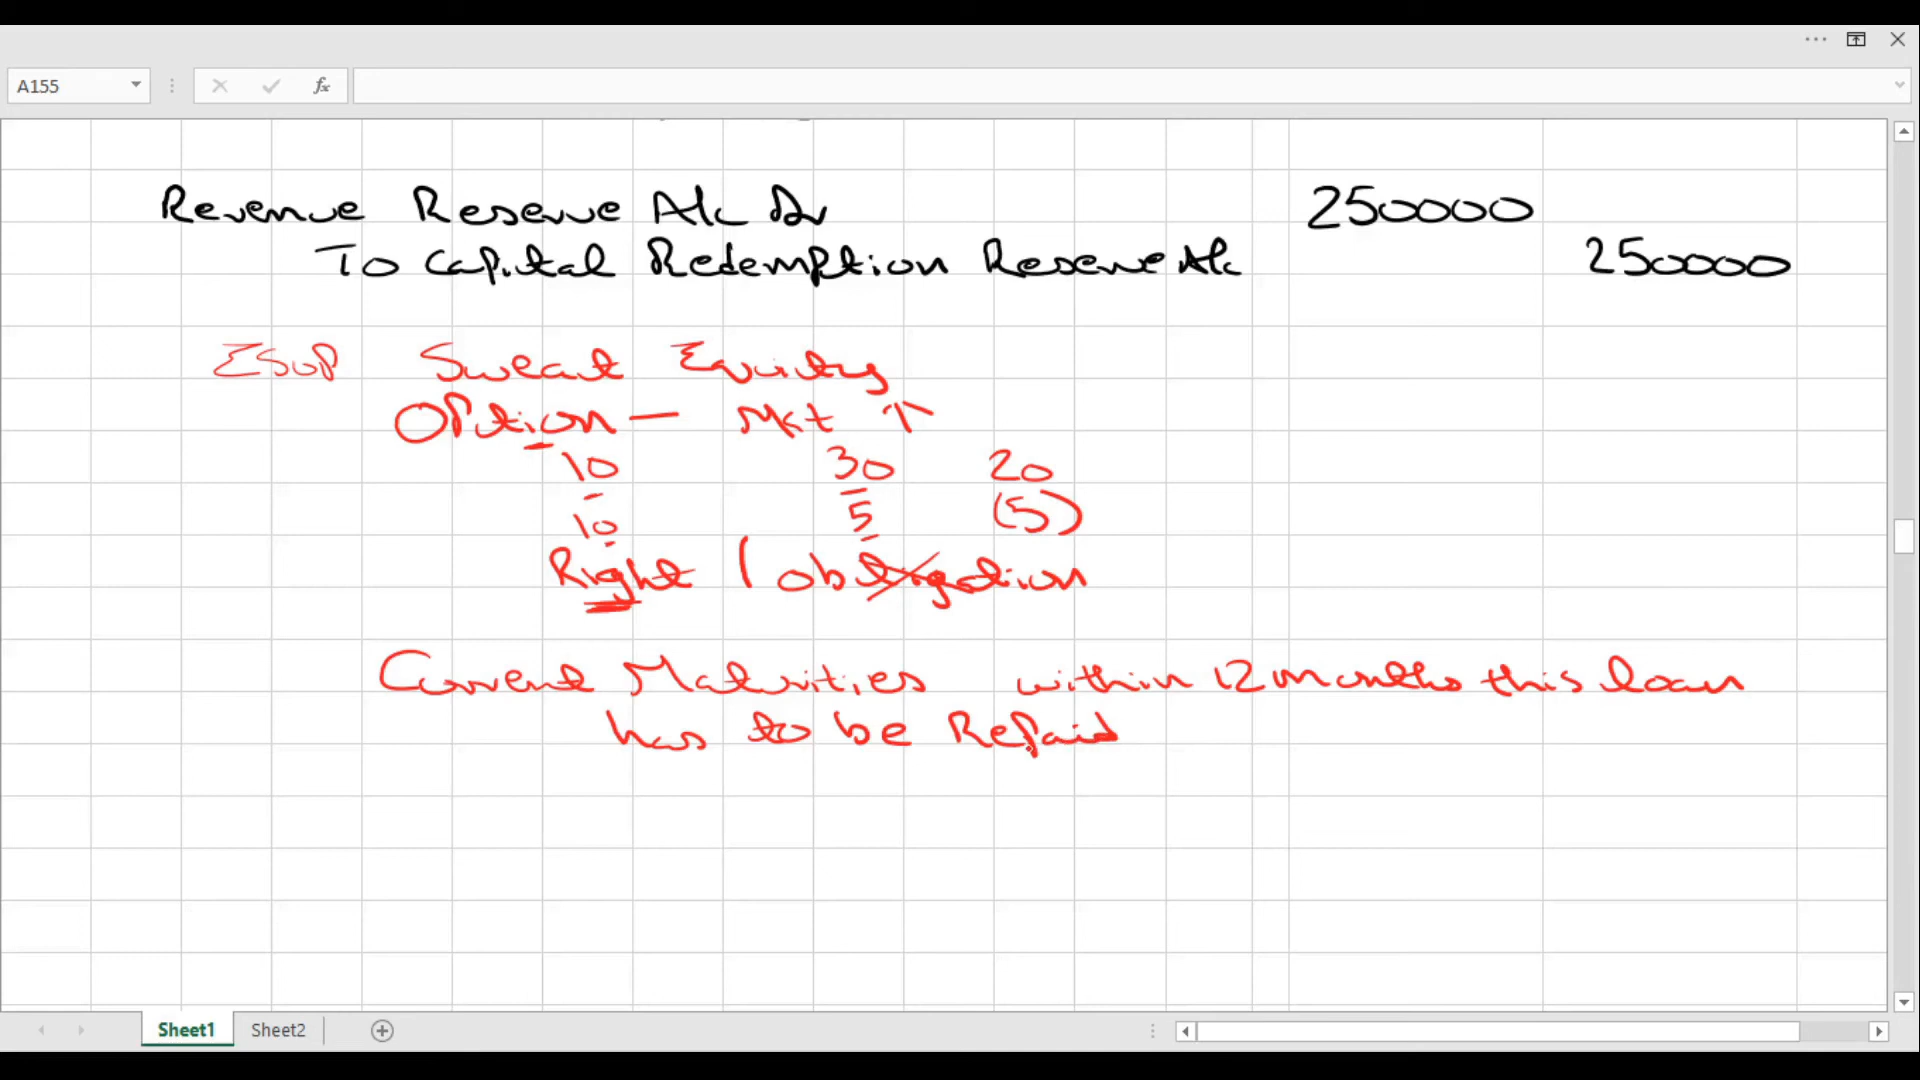 A155
fx
Revenue Reserve A/c Dr 250000
To Capital Redemption Reserve A/c 250000
ESOP Sweat Equity
Option — Mkt ↑
10 30 20
10 5 (5)
Right / obligation
Current Maturities within 12 months this loan
has to be Repaid
Sheet1 Sheet2